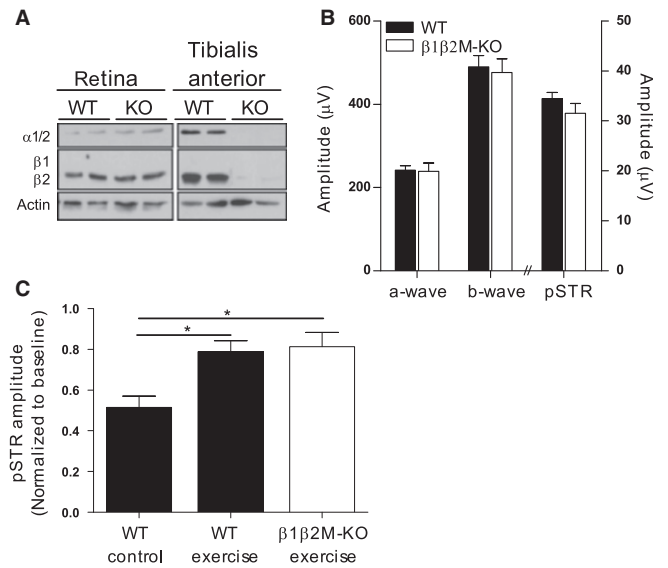 A
Retina
Tibialis
anterior
WT KO WT KO
α1/2
β1
β2
Actin
B
WT
β1β2M-KO
Amplitude (μV)
600
400
200
0
50
40
30
20
10
0
Amplitude
(μV)
a-wave b-wave pSTR
C
pSTR amplitude
(Normalized to baseline)
1.0
0.8
0.6
0.4
0.2
0.0
*
*
WT
control
WT
exercise
β1β2M-KO
exercise